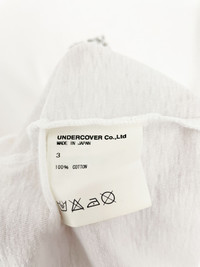 UNDERCOVER Co.,Ltd
MADE IN JAPAN
3
100% COTTON